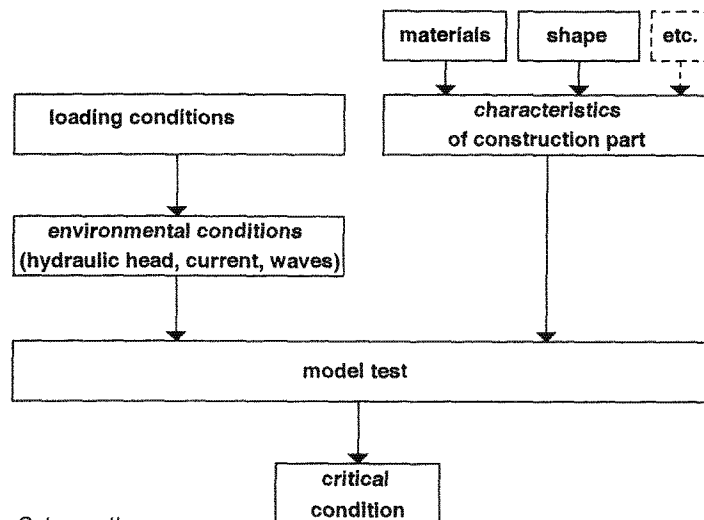 materials
shape
etc.
loading conditions
characteristics
of construction part
environmental conditions
(hydraulic head, current, waves)
model test
critical
condition